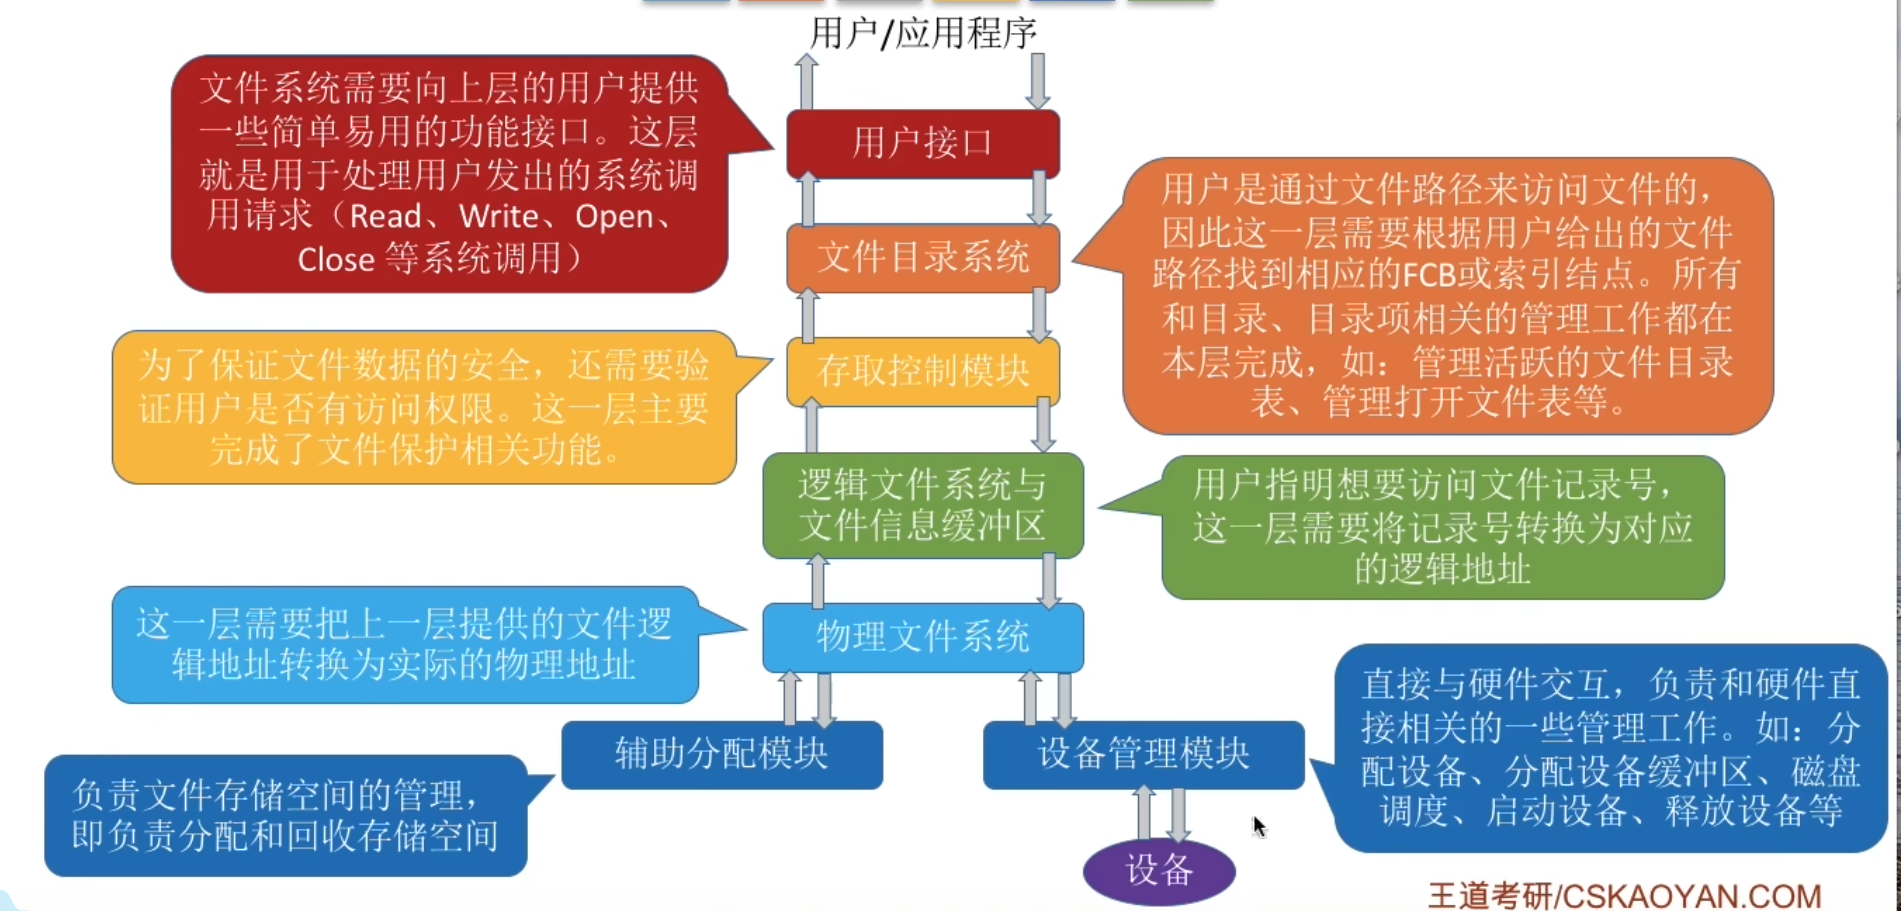 用户/应用程序
文件系统需要向上层的用户提供
一些简单易用的功能接口。这层
就是用于处理用户发出的系统调
用请求（Read、Write、Open、
Close 等系统调用）
用户接口
用户是通过文件路径来访问文件的，
因此这一层需要根据用户给出的文件
路径找到相应的FCB或索引结点。所有
和目录、目录项相关的管理工作都在
本层完成，如：管理活跃的文件目录
表、管理打开文件表等。
文件目录系统
为了保证文件数据的安全，还需要验
证用户是否有访问权限。这一层主要
完成了文件保护相关功能。
存取控制模块
逻辑文件系统与
文件信息缓冲区
用户指明想要访问文件记录号，
这一层需要将记录号转换为对应
的逻辑地址
这一层需要把上一层提供的文件逻
辑地址转换为实际的物理地址
物理文件系统
辅助分配模块
设备管理模块
负责文件存储空间的管理，
即负责分配和回收存储空间
直接与硬件交互，负责和硬件直
接相关的一些管理工作。如：分
配设备、分配设备缓冲区、磁盘
调度、启动设备、释放设备等
设备
王道考研/CSKAOYAN.COM